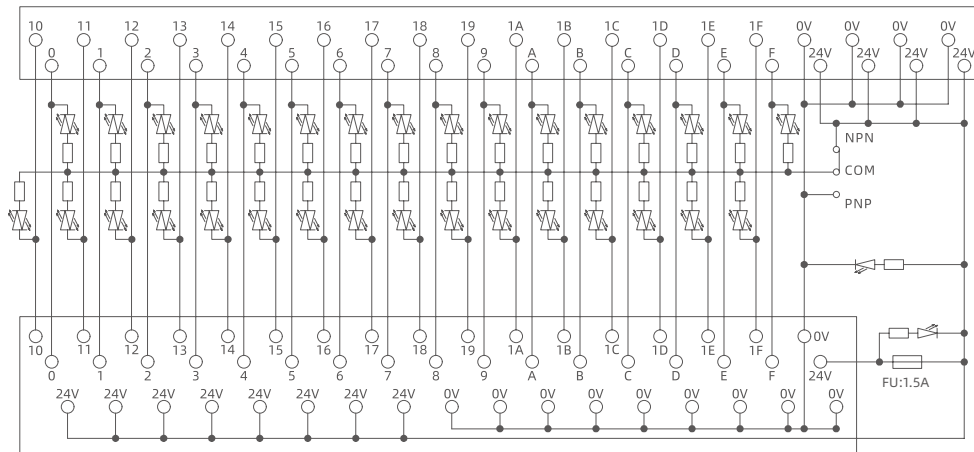 10 11 12 13 14 15 16 17 18 19 1A 1B 1C 1D 1E 1F 0V 0V 0V 0V
0 1 2 3 4 5 6 7 8 9 A B C D E F 24V 24V 24V 24V
NPN
COM
PNP
10 11 12 13 14 15 16 17 18 19 1A 1B 1C 1D 1E 1F 0V
0 1 2 3 4 5 6 7 8 9 A B C D E F 24V
FU:1.5A
24V 24V 24V 24V 24V 24V 24V 24V 0V 0V 0V 0V 0V 0V 0V 0V 0V